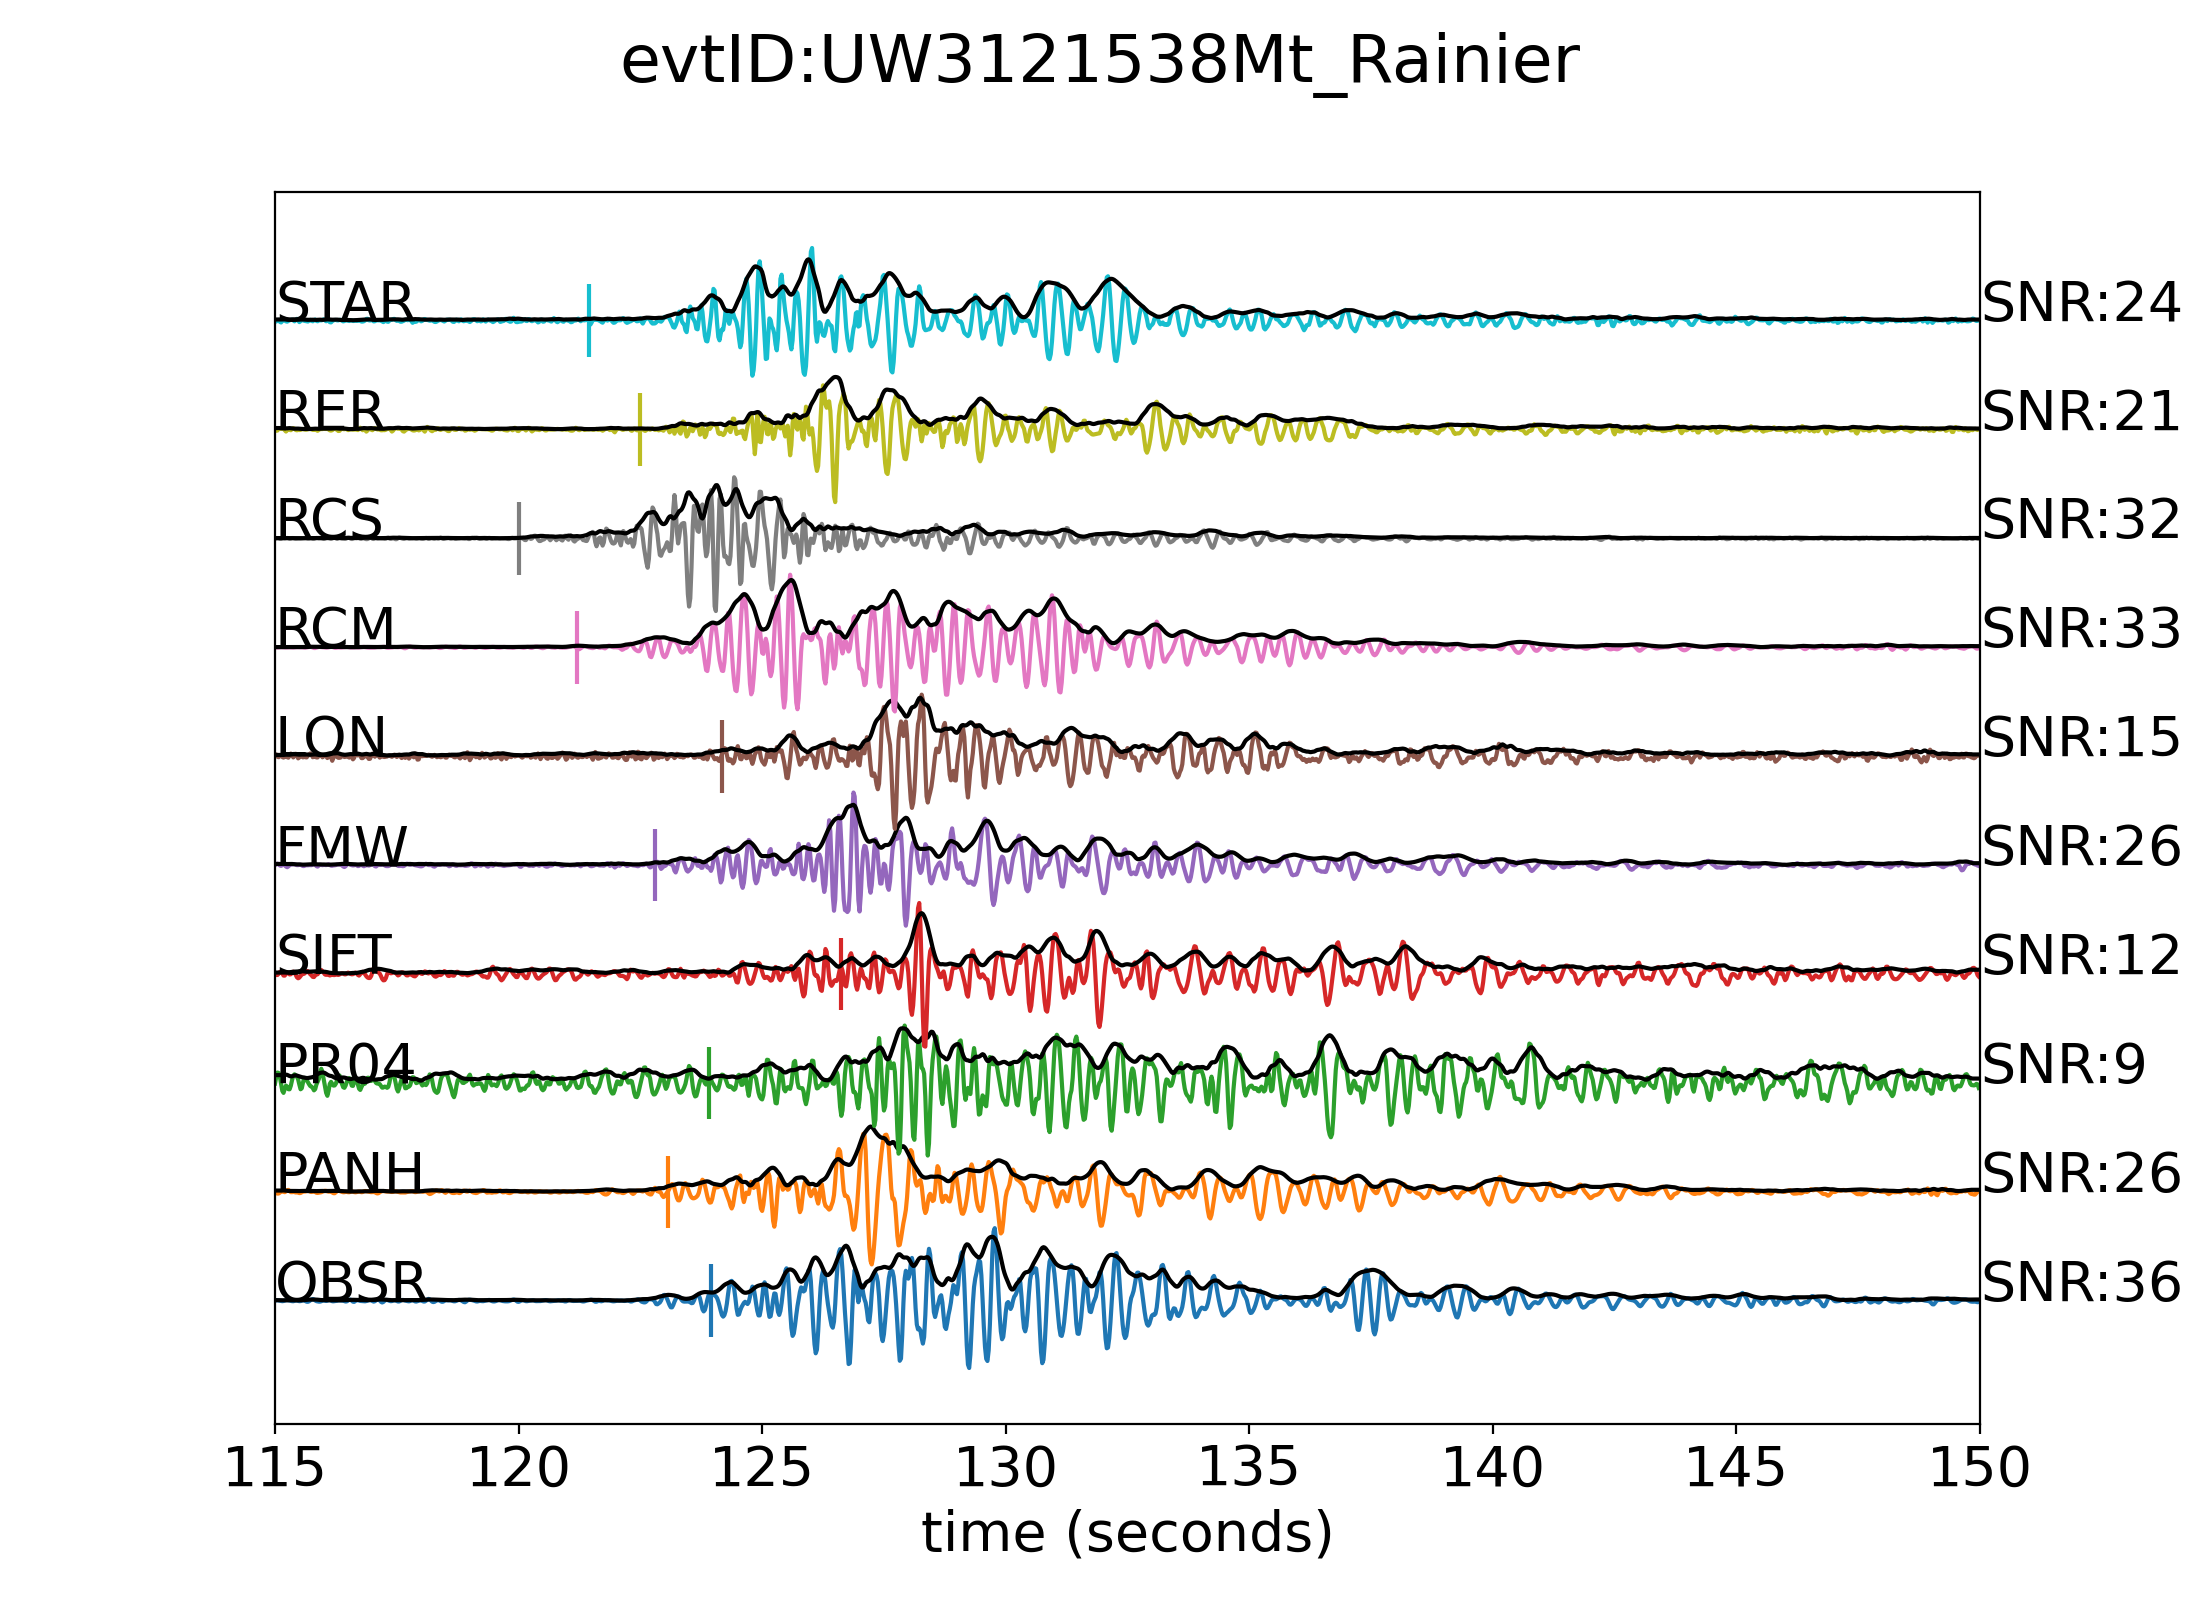 evtID:UW3121538Mt_Rainier
STAR SNR:24
RER SNR:21
RCS SNR:32
RCM SNR:33
LON SNR:15
FMW SNR:26
SIFT SNR:12
PR04 SNR:9
PANH SNR:26
OBSR SNR:36
115 120 125 130 135 140 145 150
time (seconds)